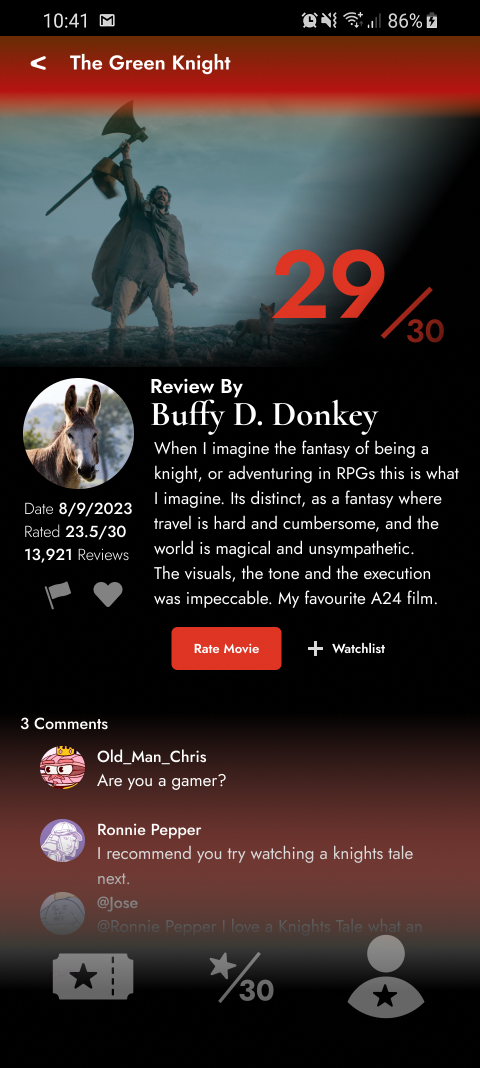 10:41 86%
< The Green Knight
29/30
Review By
Buffy D. Donkey
When I imagine the fantasy of being a
knight, or adventuring in RPGs this is what
I imagine. Its distinct, as a fantasy where
travel is hard and cumbersome, and the
world is magical and unsympathetic.
The visuals, the tone and the execution
was impeccable. My favourite A24 film.
Date 8/9/2023
Rated 23.5/30
13,921 Reviews
Rate Movie
+ Watchlist
3 Comments
Old_Man_Chris
Are you a gamer?
Ronnie Pepper
I recommend you try watching a knights tale
next.
@Jose
@Ronnie Pepper I love a Knights Tale what an
/30